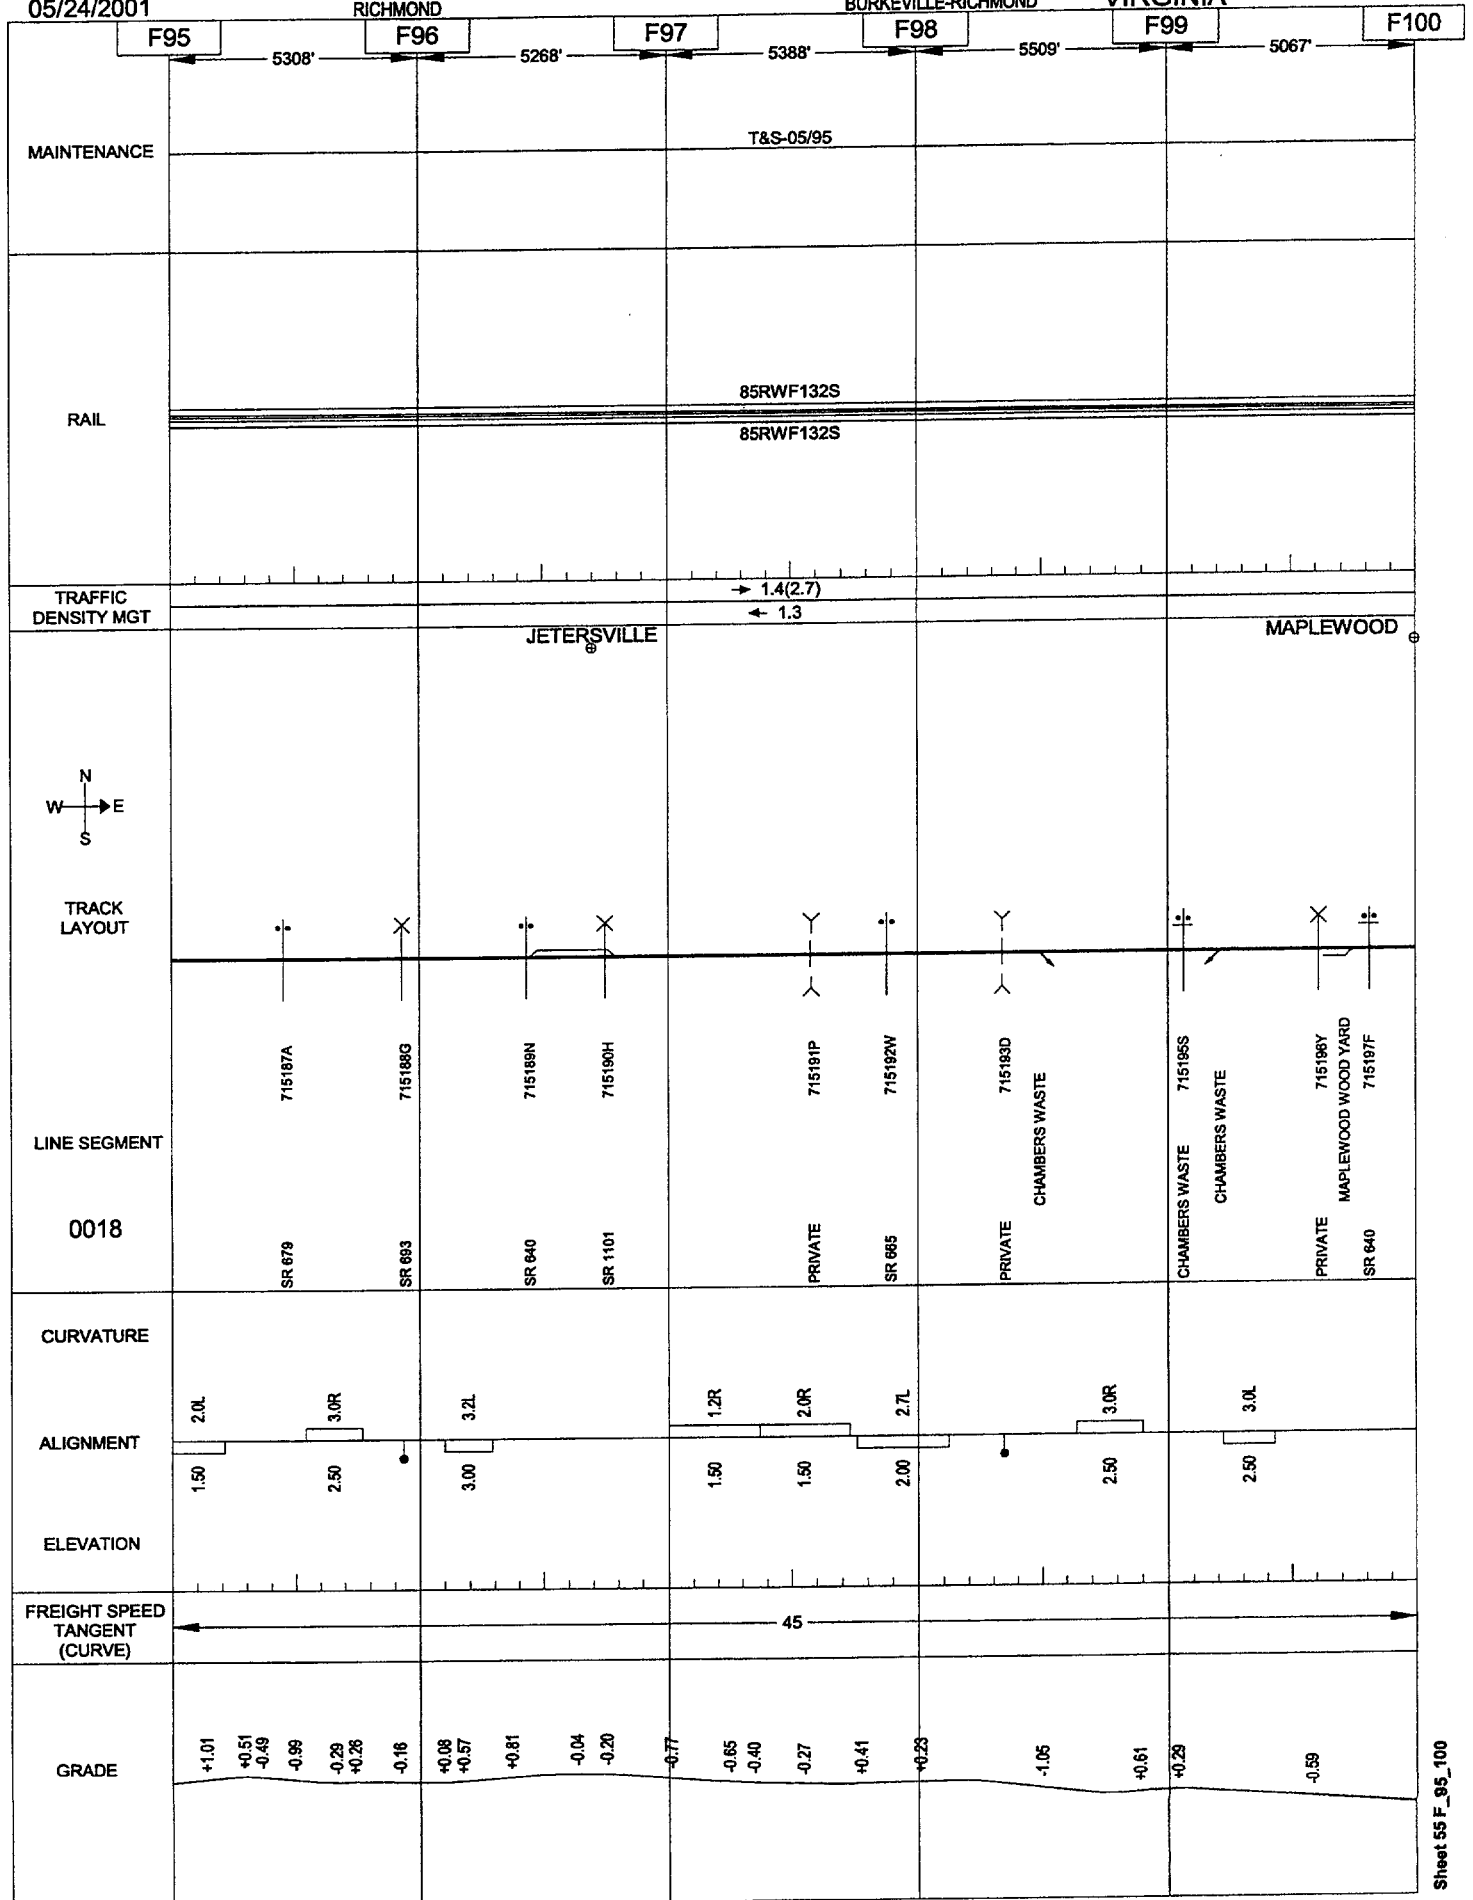 05/24/2001 RICHMOND BURKEVILLE-RICHMOND VIRGINIA
F95 F96 F97 F98 F99 F100
5308' 5268' 5388' 5509' 5067'
MAINTENANCE T&S-05/95
85RWF132S
RAIL
85RWF132S
TRAFFIC
DENSITY MGT
1.4(2.7)
1.3
JETERSVILLE MAPLEWOOD
N
W E
S
TRACK
LAYOUT
715187A 715188G 715189N 715190H 715191P 715192W 715193D CHAMBERS WASTE 715195S CHAMBERS WASTE 715196Y MAPLEWOOD WOOD YARD 715197F
LINE SEGMENT
0018
SR 679 SR 693 SR 640 SR 1101 PRIVATE SR 665 PRIVATE CHAMBERS WASTE PRIVATE SR 640
CURVATURE
2.0L 3.0R 3.2L 1.2R 2.0R 2.7L 3.0R 3.0L
ALIGNMENT
1.50 2.50 3.00 1.50 1.50 2.00 2.50 2.50
ELEVATION
FREIGHT SPEED
TANGENT
(CURVE)
45
GRADE
+1.01 +0.51 -0.49 -0.99 -0.29 +0.26 -0.16 +0.08 +0.57 +0.81 -0.04 -0.20 -0.77 -0.65 -0.40 -0.27 +0.41 +0.23 -1.05 +0.61 +0.29 -0.59
Sheet 55 F_95_100